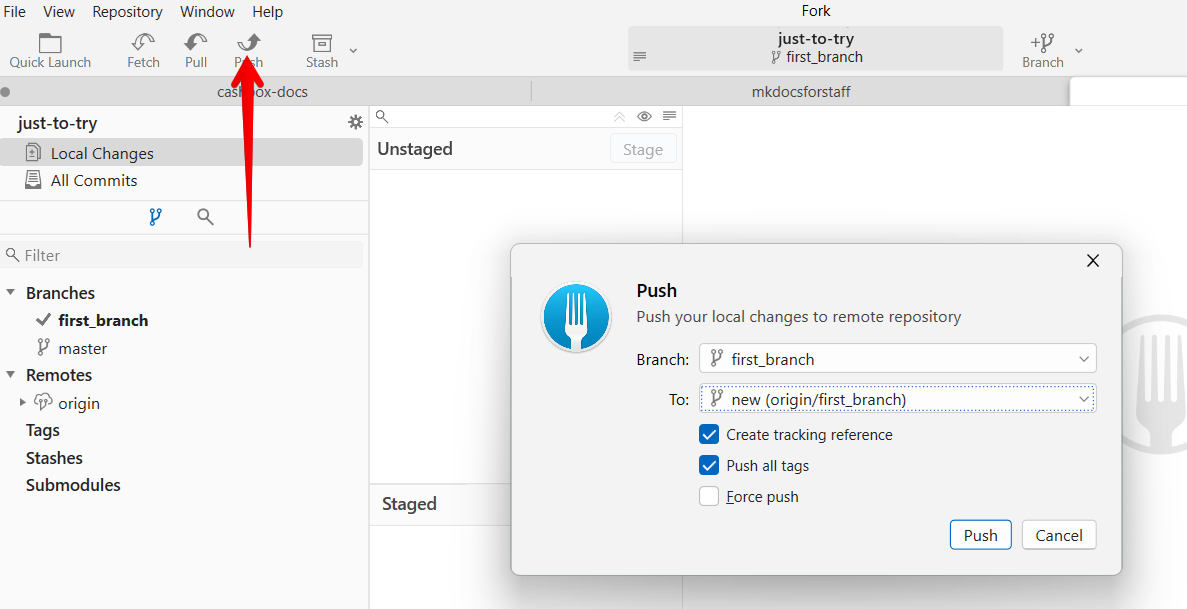 File View Repository Window Help
Fork
Quick Launch
Fetch
Pull
Push
Stash
just-to-try
first_branch
Branch
cashbox-docs
mkdocsforstaff
just-to-try
Local Changes
All Commits
Filter
Branches
first_branch
master
Remotes
origin
Tags
Stashes
Submodules
Unstaged
Stage
Staged
Push
Push your local changes to remote repository
Branch: first_branch
To: new (origin/first_branch)
Create tracking reference
Push all tags
Force push
Push
Cancel